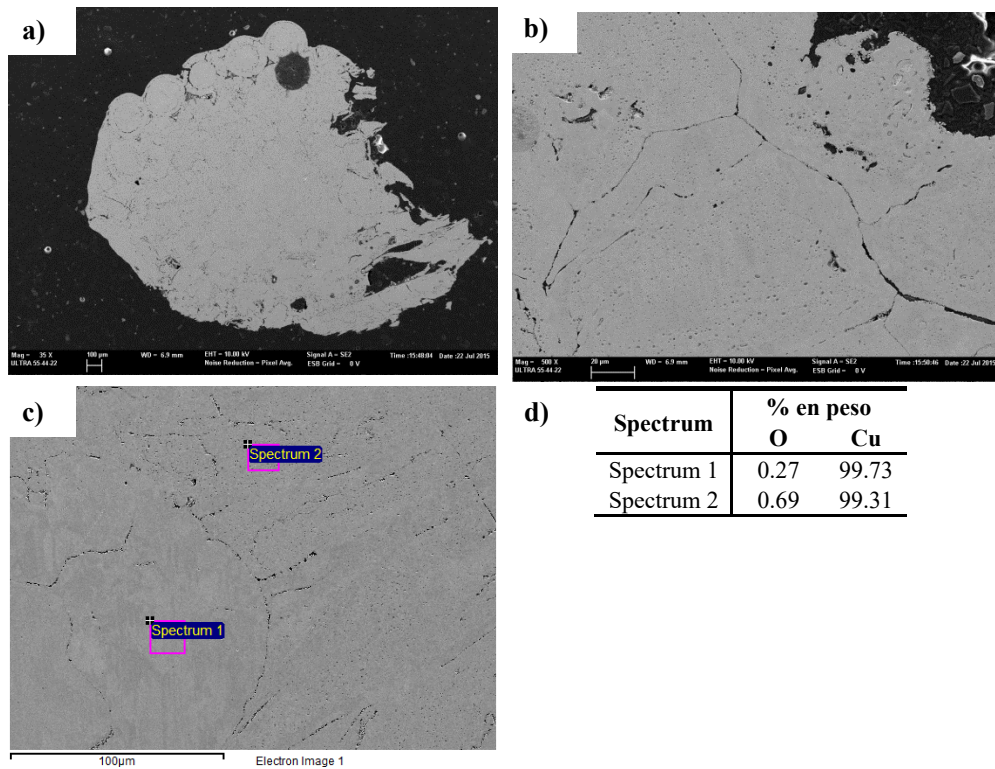 a)
Mag = 35 X
100 µm
WD = 6.9 mm
EHT = 10.00 kV
Signal A = SE2
Time :15:48:04
Date :22 Jul 2015
ULTRA 55-44-22
Noise Reduction = Pixel Avg.
ESB Grid = 0 V
b)
Mag = 500 X
20 µm
WD = 6.9 mm
EHT = 10.00 kV
Signal A = SE2
Time :15:50:46
Date :22 Jul 2015
ULTRA 55-44-22
Noise Reduction = Pixel Avg.
ESB Grid = 0 V
c)
Spectrum 2
Spectrum 1
100µm
Electron Image 1
d)
Spectrum
% en peso
O Cu
Spectrum 1 0.27 99.73
Spectrum 2 0.69 99.31